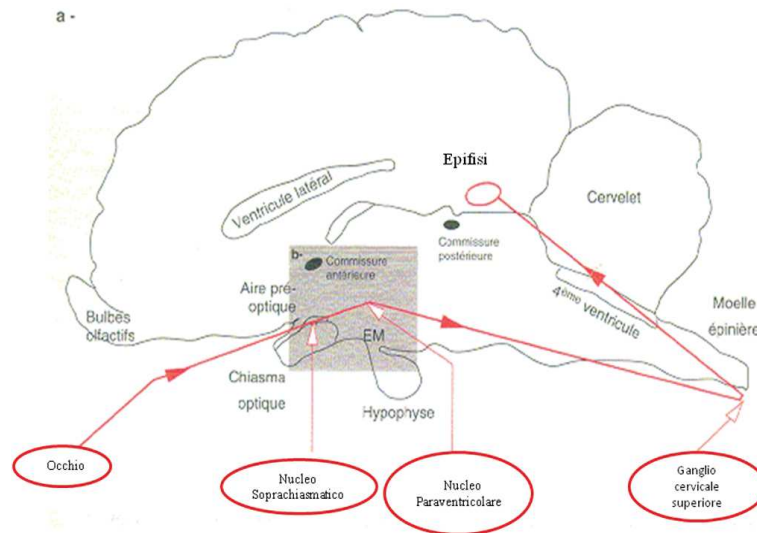 a -
Epifisi
Ventricule latéral
Cervelet
Commissure
postérieure
b-
Commissure
antérieure
Aire pré-
optique
Bulbes
olfactifs
4ème ventricule
Moelle
épinière
EM
Chiasma
optique
Hypophyse
Occhio
Nucleo
Soprachiasmatico
Nucleo
Paraventricolare
Ganglio
cervicale
superiore